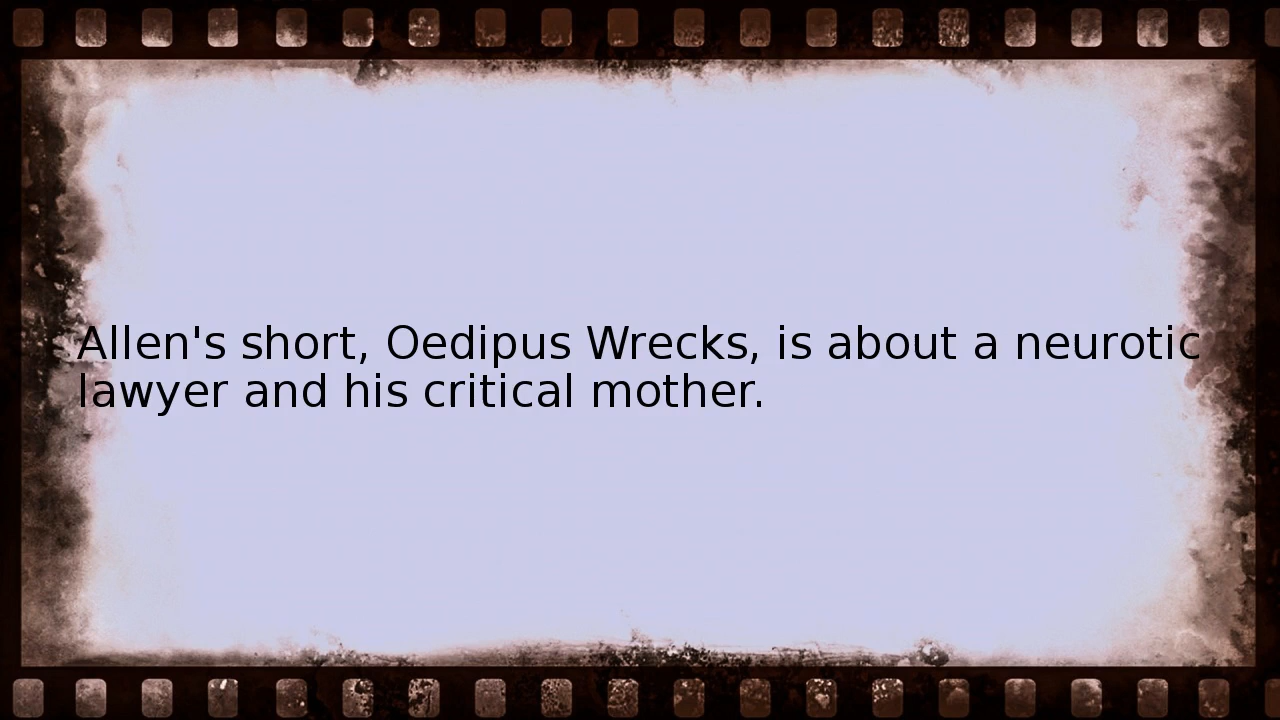 Allen's short, Oedipus Wrecks, is about a neurotic
lawyer and his critical mother.